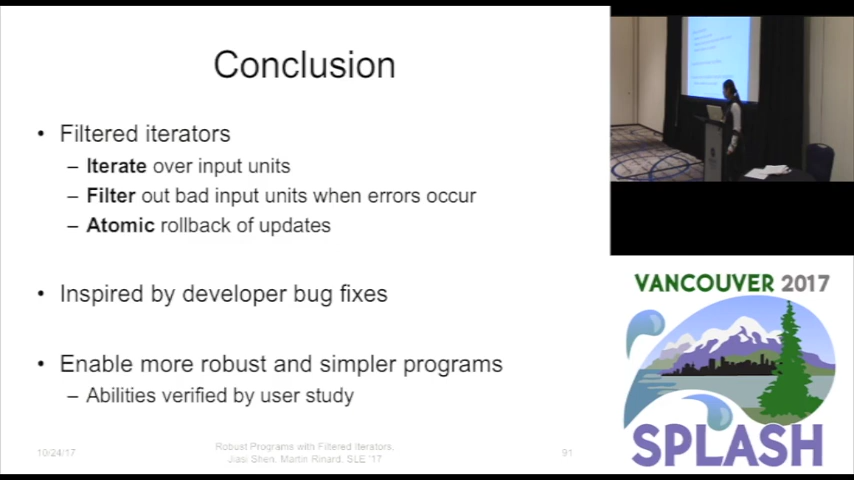 Conclusion
• Filtered iterators
– Iterate over input units
– Filter out bad input units when errors occur
– Atomic rollback of updates
• Inspired by developer bug fixes
• Enable more robust and simpler programs
– Abilities verified by user study
10/24/17
Robust Programs with Filtered Iterators,
Jiasi Shen, Martin Rinard, SLE '17
91
VANCOUVER 2017
SPLASH